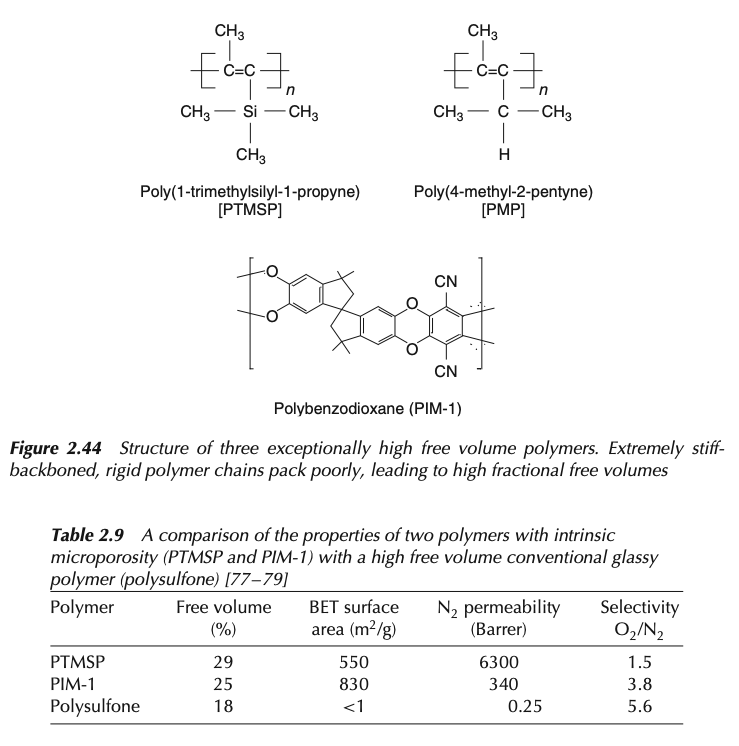 CH3 CH3
C=C C=C
n n
CH3 — Si — CH3 CH3 — C — CH3
CH3 H
Poly(1-trimethylsilyl-1-propyne) Poly(4-methyl-2-pentyne)
[PTMSP] [PMP]
O CN
O O
O CN
Polybenzodioxane (PIM-1)
Figure 2.44 Structure of three exceptionally high free volume polymers. Extremely stiff-
backboned, rigid polymer chains pack poorly, leading to high fractional free volumes
Table 2.9 A comparison of the properties of two polymers with intrinsic
microporosity (PTMSP and PIM-1) with a high free volume conventional glassy
polymer (polysulfone) [77–79]
Polymer Free volume BET surface N2 permeability Selectivity
(%) area (m2/g) (Barrer) O2/N2
PTMSP 29 550 6300 1.5
PIM-1 25 830 340 3.8
Polysulfone 18 <1 0.25 5.6